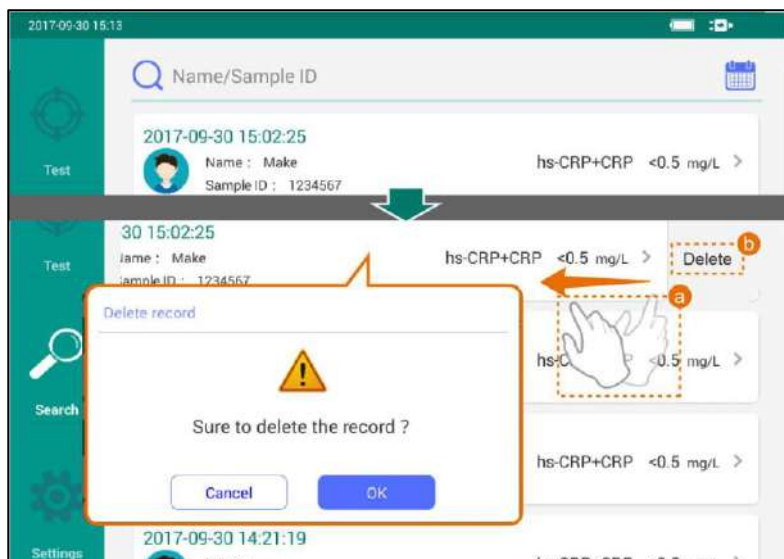 2017-09-30 15:13
Name/Sample ID
2017-09-30 15:02:25
Name : Make
Sample ID : 1234567
hs-CRP+CRP <0.5 mg/L >
Test
30 15:02:25
lame : Make
ample ID : 1234567
hs-CRP+CRP <0.5 mg/L >
Delete
b
Test
a
Delete record
Sure to delete the record ?
Cancel
OK
hs-C <0.5 mg/L >
Search
hs-CRP+CRP <0.5 mg/L >
2017-09-30 14:21:19
Settings